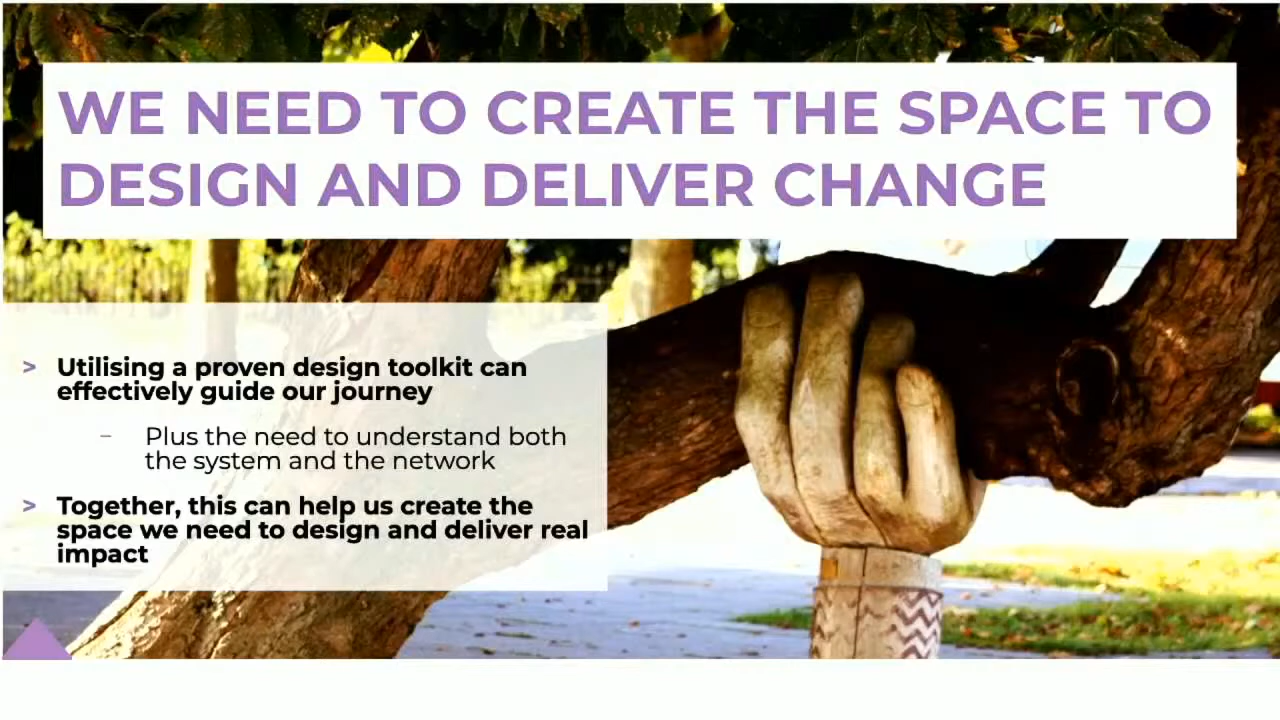 WE NEED TO CREATE THE SPACE TO
DESIGN AND DELIVER CHANGE
> Utilising a proven design toolkit can
effectively guide our journey
– Plus the need to understand both
the system and the network
> Together, this can help us create the
space we need to design and deliver real
impact